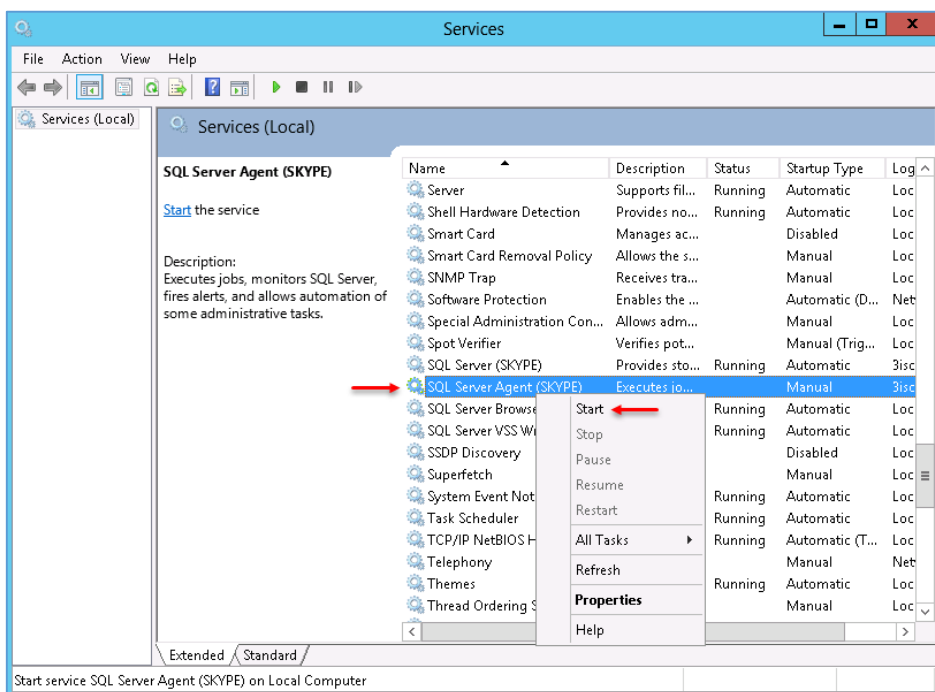 Services
File Action View Help
Services (Local)
Services (Local)
SQL Server Agent (SKYPE)
Start the service
Description:
Executes jobs, monitors SQL Server,
fires alerts, and allows automation of
some administrative tasks.
Name Description Status Startup Type Log
Server Supports fil... Running Automatic Loc
Shell Hardware Detection Provides no... Running Automatic Loc
Smart Card Manages ac... Disabled Loc
Smart Card Removal Policy Allows the s... Manual Loc
SNMP Trap Receives tra... Manual Loc
Software Protection Enables the ... Automatic (D... Net
Special Administration Con... Allows adm... Manual Loc
Spot Verifier Verifies pot... Manual (Trig... Loc
SQL Server (SKYPE) Provides sto... Running Automatic 3isc
SQL Server Agent (SKYPE) Executes jo... Manual 3isc
SQL Server Browse Running Automatic Loc
SQL Server VSS Wr Running Automatic Loc
SSDP Discovery Disabled Loc
Superfetch Manual Loc
System Event Not Running Automatic Loc
Task Scheduler Running Automatic Loc
TCP/IP NetBIOS H Running Automatic (T... Loc
Telephony Manual Net
Themes Running Automatic Loc
Thread Ordering S Manual Loc
Start
Stop
Pause
Resume
Restart
All Tasks
Refresh
Properties
Help
Extended Standard
Start service SQL Server Agent (SKYPE) on Local Computer